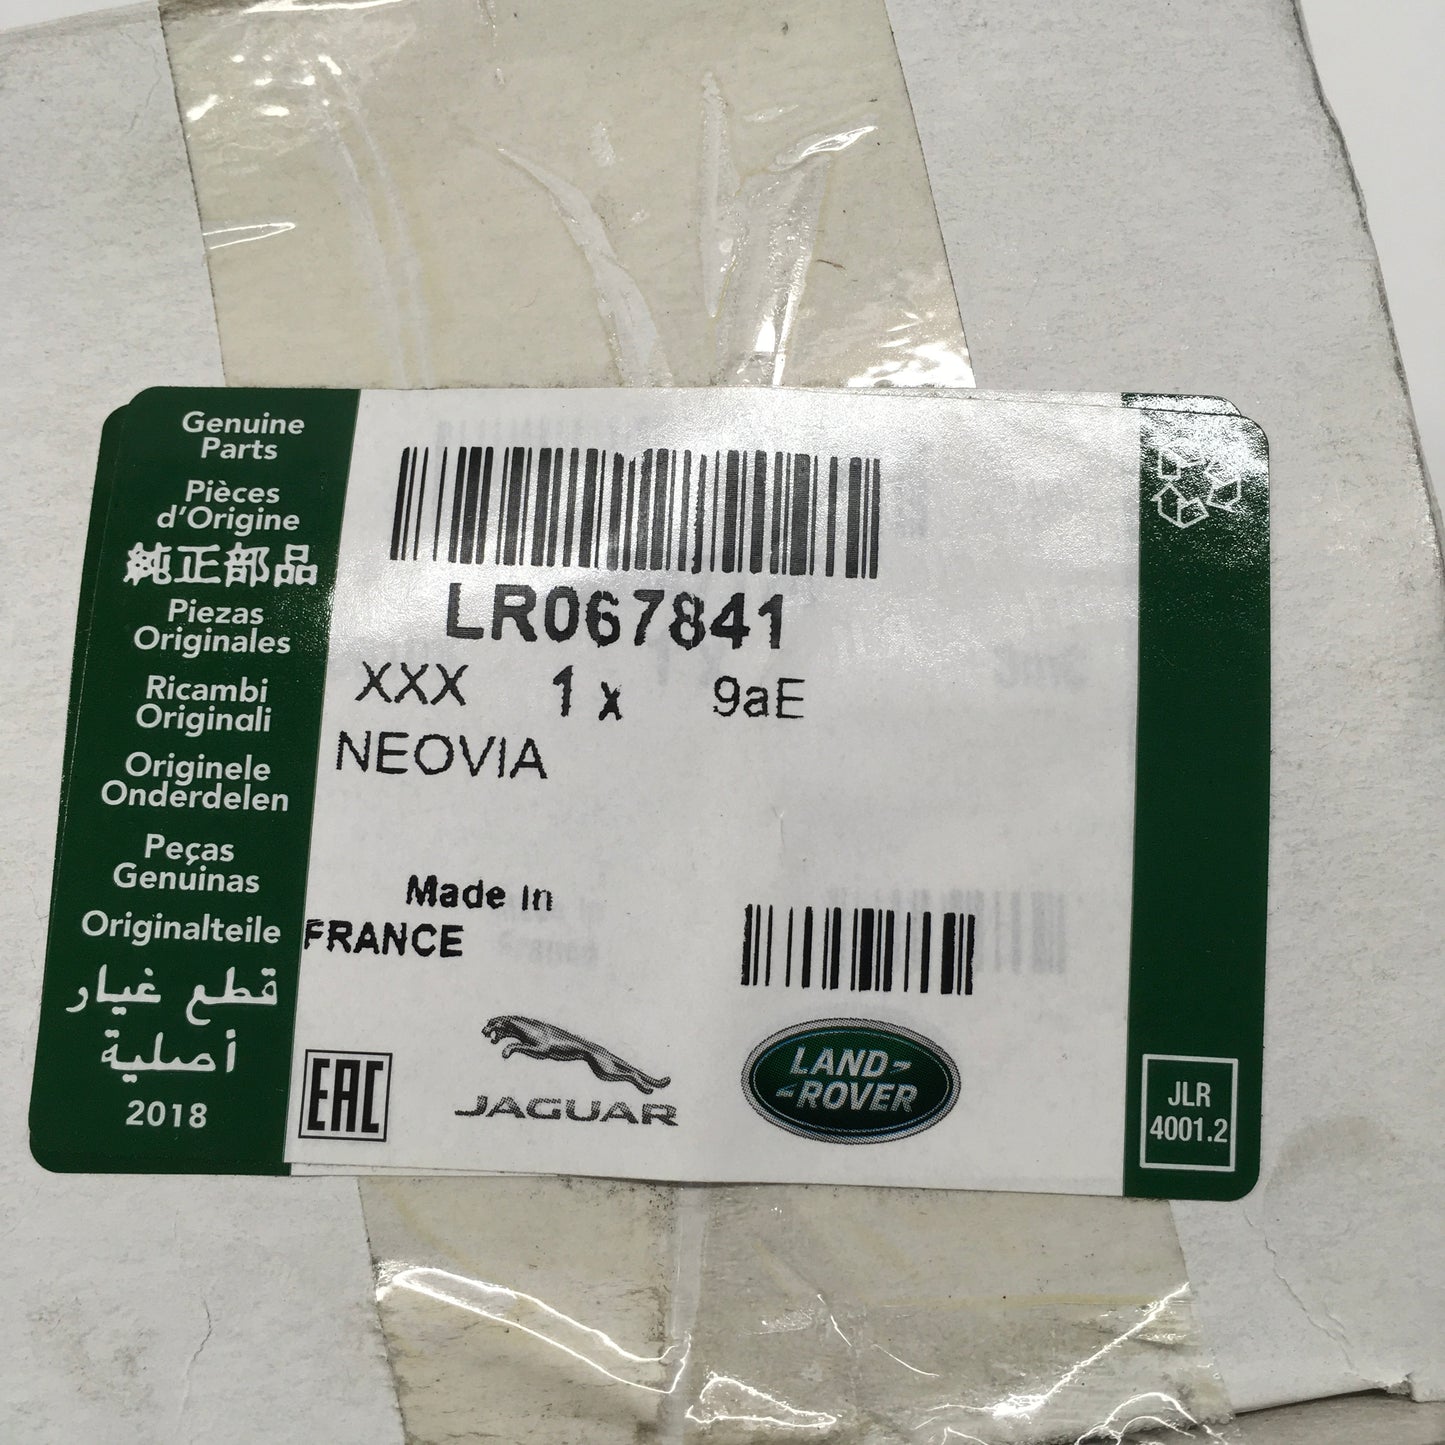 Genuine
Parts
Pièces
d'Origine
純正部品
Piezas
Originales
Ricambi
Originali
Originele
Onderdelen
Peças
Genuinas
Originalteile
قطع غيار
أصلية
2018
LR067841
XXX 1 x 9aE
NEOVIA
Made In
FRANCE
EAC
JAGUAR
LAND-
-ROVER
JLR
4001.2